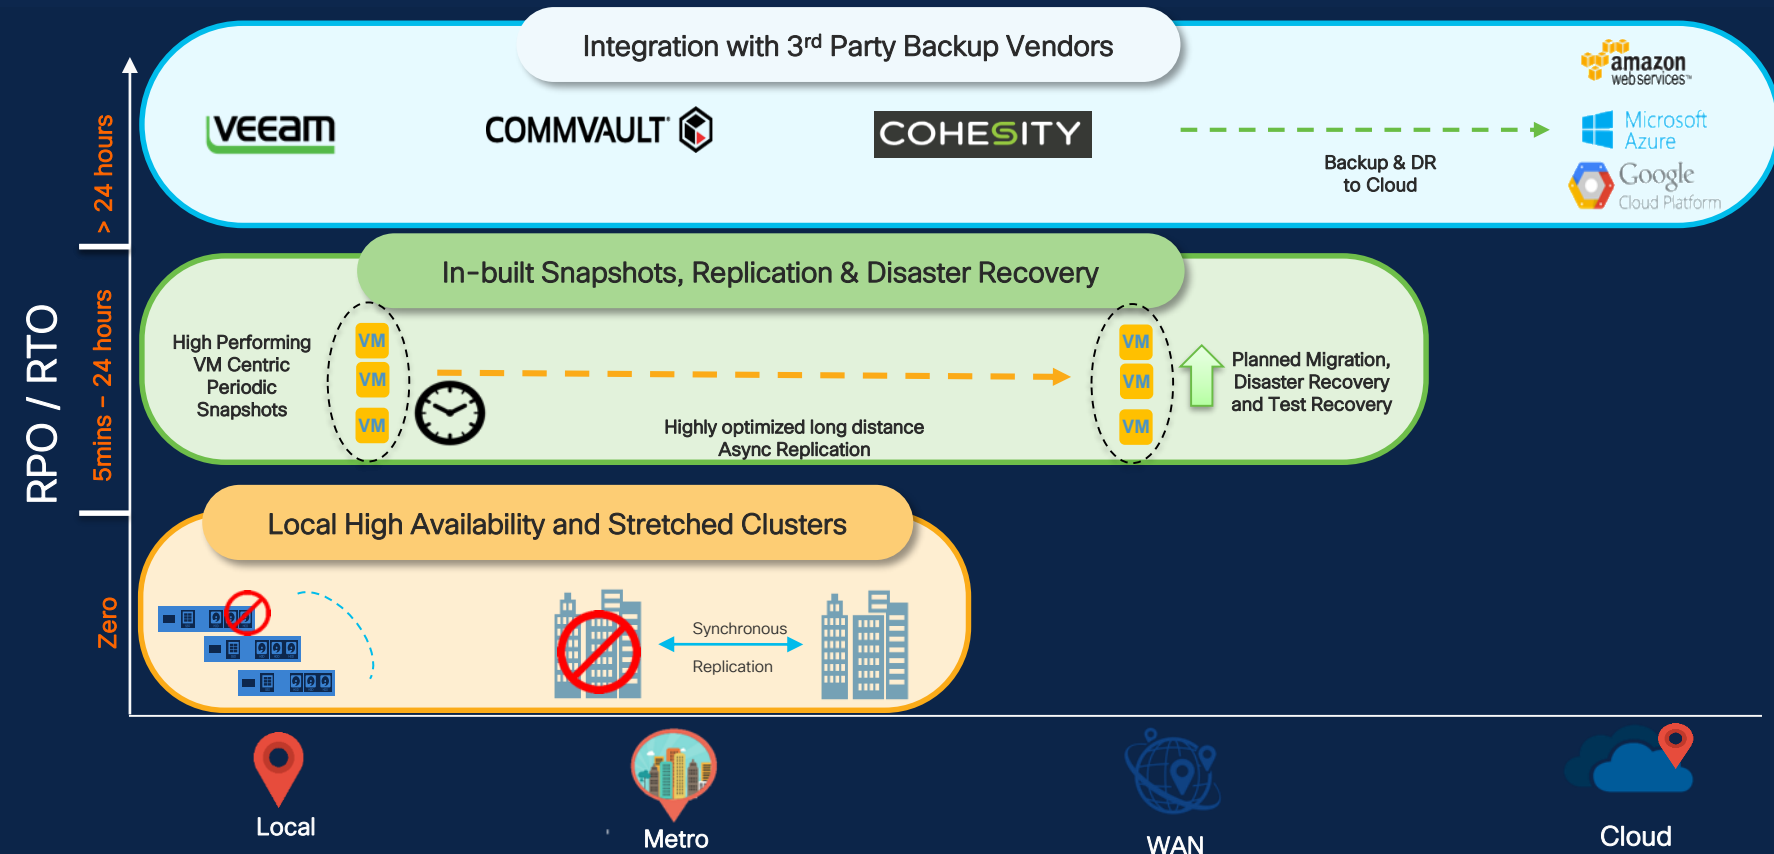 Integration with 3rd Party Backup Vendors
amazon
webservices™
veeam
COMMVAULT
COHESITY
Microsoft
Azure
Backup & DR
to Cloud
Google
Cloud Platform
> 24 hours
In-built Snapshots, Replication & Disaster Recovery
RPO / RTO
5mins – 24 hours
High Performing
VM Centric
Periodic
Snapshots
VM
VM
VM
Highly optimized long distance
Async Replication
VM
VM
VM
Planned Migration,
Disaster Recovery
and Test Recovery
Local High Availability and Stretched Clusters
Zero
Synchronous
Replication
Local
Metro
WAN
Cloud